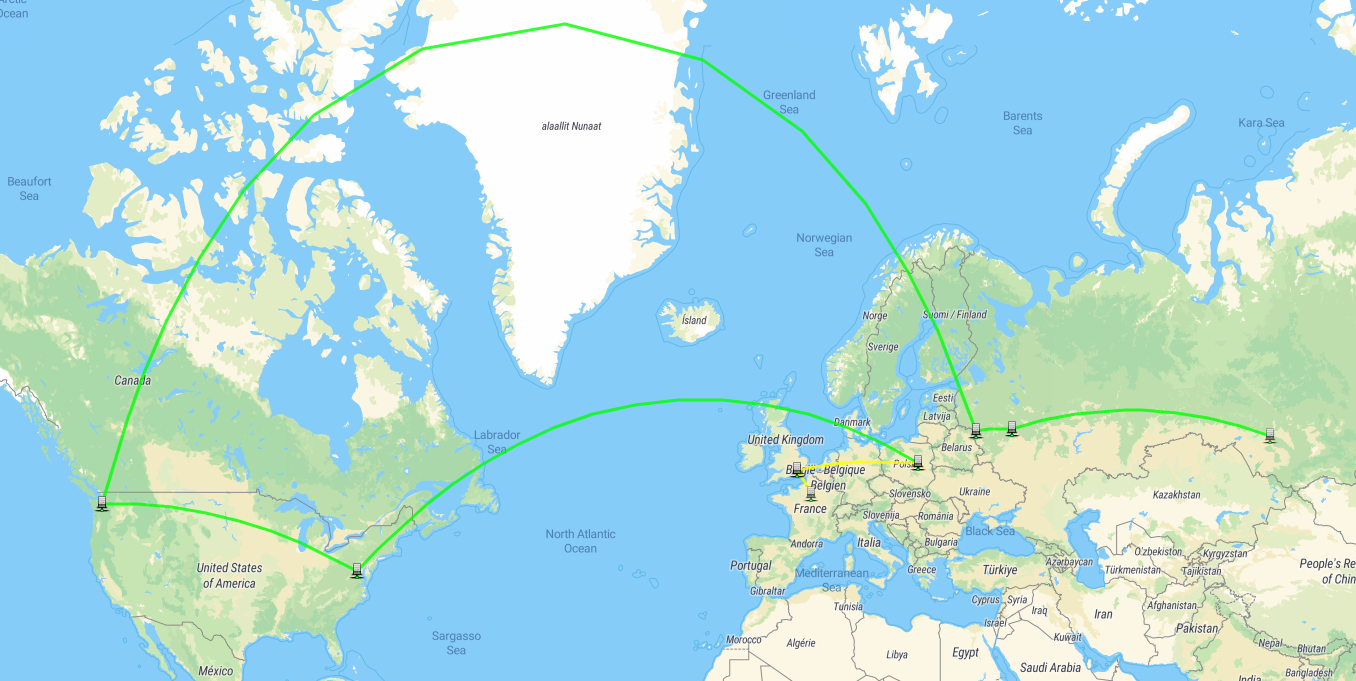 Arctic
Ocean
Beaufort
Sea
alaallit Nunaat
Greenland
Sea
Barents
Sea
Kara Sea
Norwegian
Sea
Ísland
Norge
Suomi / Finland
Sverige
Canada
Eesti
Latvija
Danmark
Labrador
Sea
United Kingdom
Belarus
België - Belgique
Belgien
Slovensko
Ukraine
Kazakhstan
France
Slovenija
România
North Atlantic
Ocean
Black Sea
Andorra
Italia
Bulgaria
O'zbekiston
Kyrgyzstan
United States
of America
Portugal
Greece
Türkiye
Azərbaycan
Türkmenistan
Tajikistan
People's Re
of Chin
Mediterranean
Sea
Gibraltar
Cyprus
Syria
Iraq
Iran
Afghanistan
Tunisia
Israel
Pakistan
Sargasso
Sea
Morocco
Algérie
Libya
Egypt
Kuwait
Nepal
Bhutan
México
Saudi Arabia
Bangladesh
India